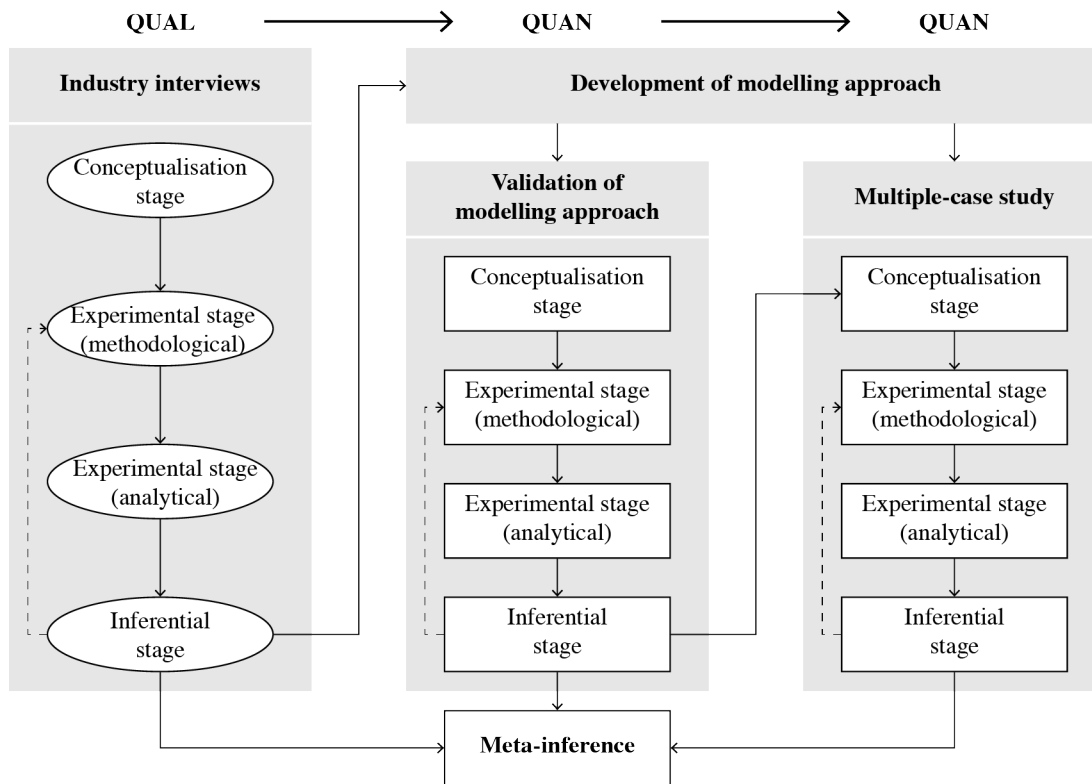 QUAL
QUAN
QUAN
Industry interviews
Conceptualisation
stage
Experimental stage
(methodological)
Experimental stage
(analytical)
Inferential
stage
Development of modelling approach
Validation of
modelling approach
Conceptualisation
stage
Experimental stage
(methodological)
Experimental stage
(analytical)
Inferential
stage
Multiple-case study
Conceptualisation
stage
Experimental stage
(methodological)
Experimental stage
(analytical)
Inferential
stage
Meta-inference